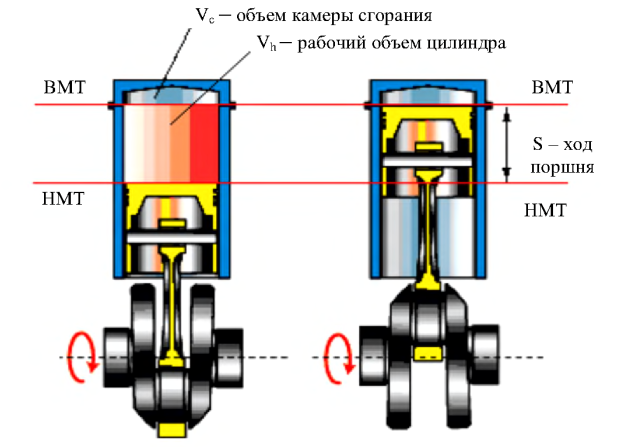 Vc – объем камеры сгорания
Vh – рабочий объем цилиндра
ВМТ
ВМТ
S – ход
поршня
НМТ
НМТ